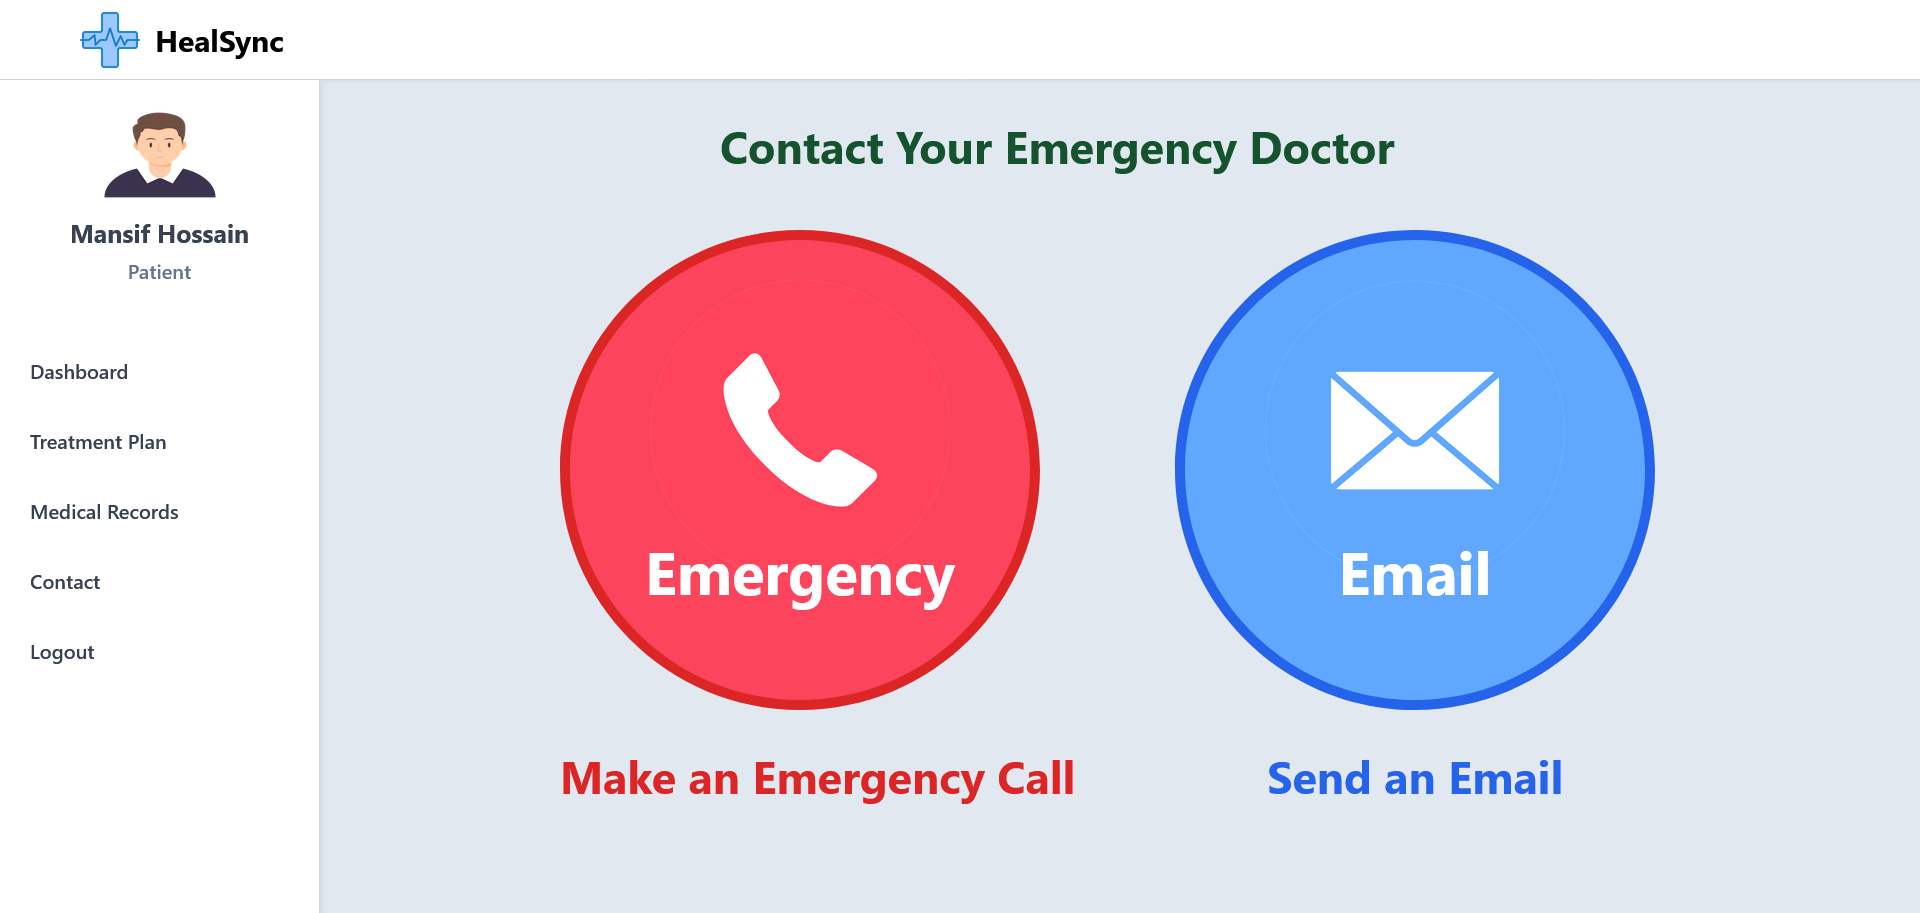 HealSync
Mansif Hossain
Patient
Dashboard
Treatment Plan
Medical Records
Contact
Logout
Contact Your Emergency Doctor
Emergency
Email
Make an Emergency Call
Send an Email